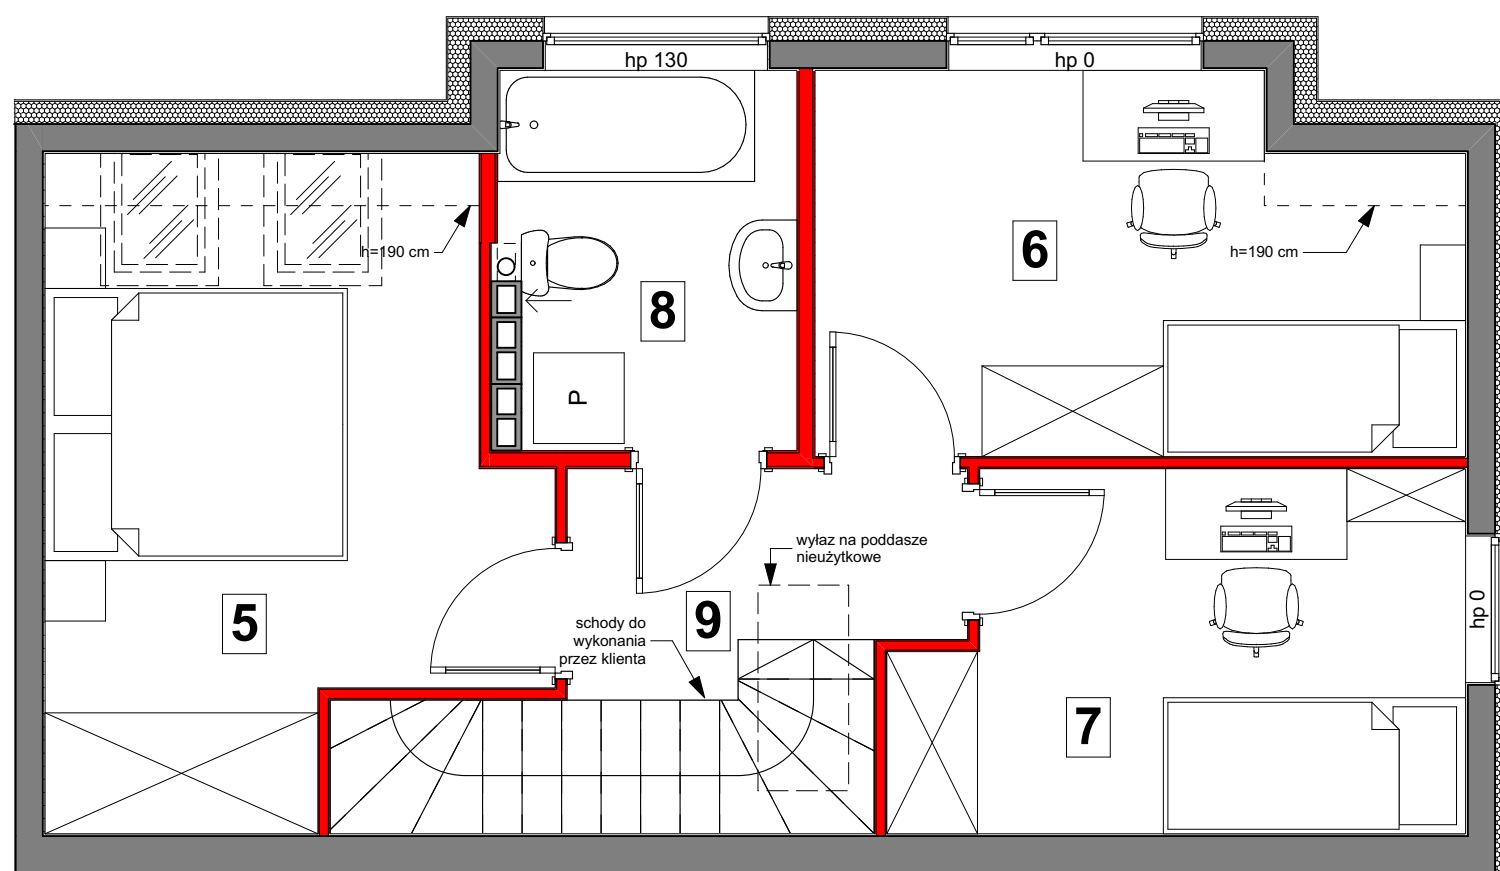 hp 130
hp 0
h=190 cm
6
h=190 cm
8
P
wyłaz na poddasze
nieużytkowe
5
9
schody do
wykonania
przez klienta
hp 0
7